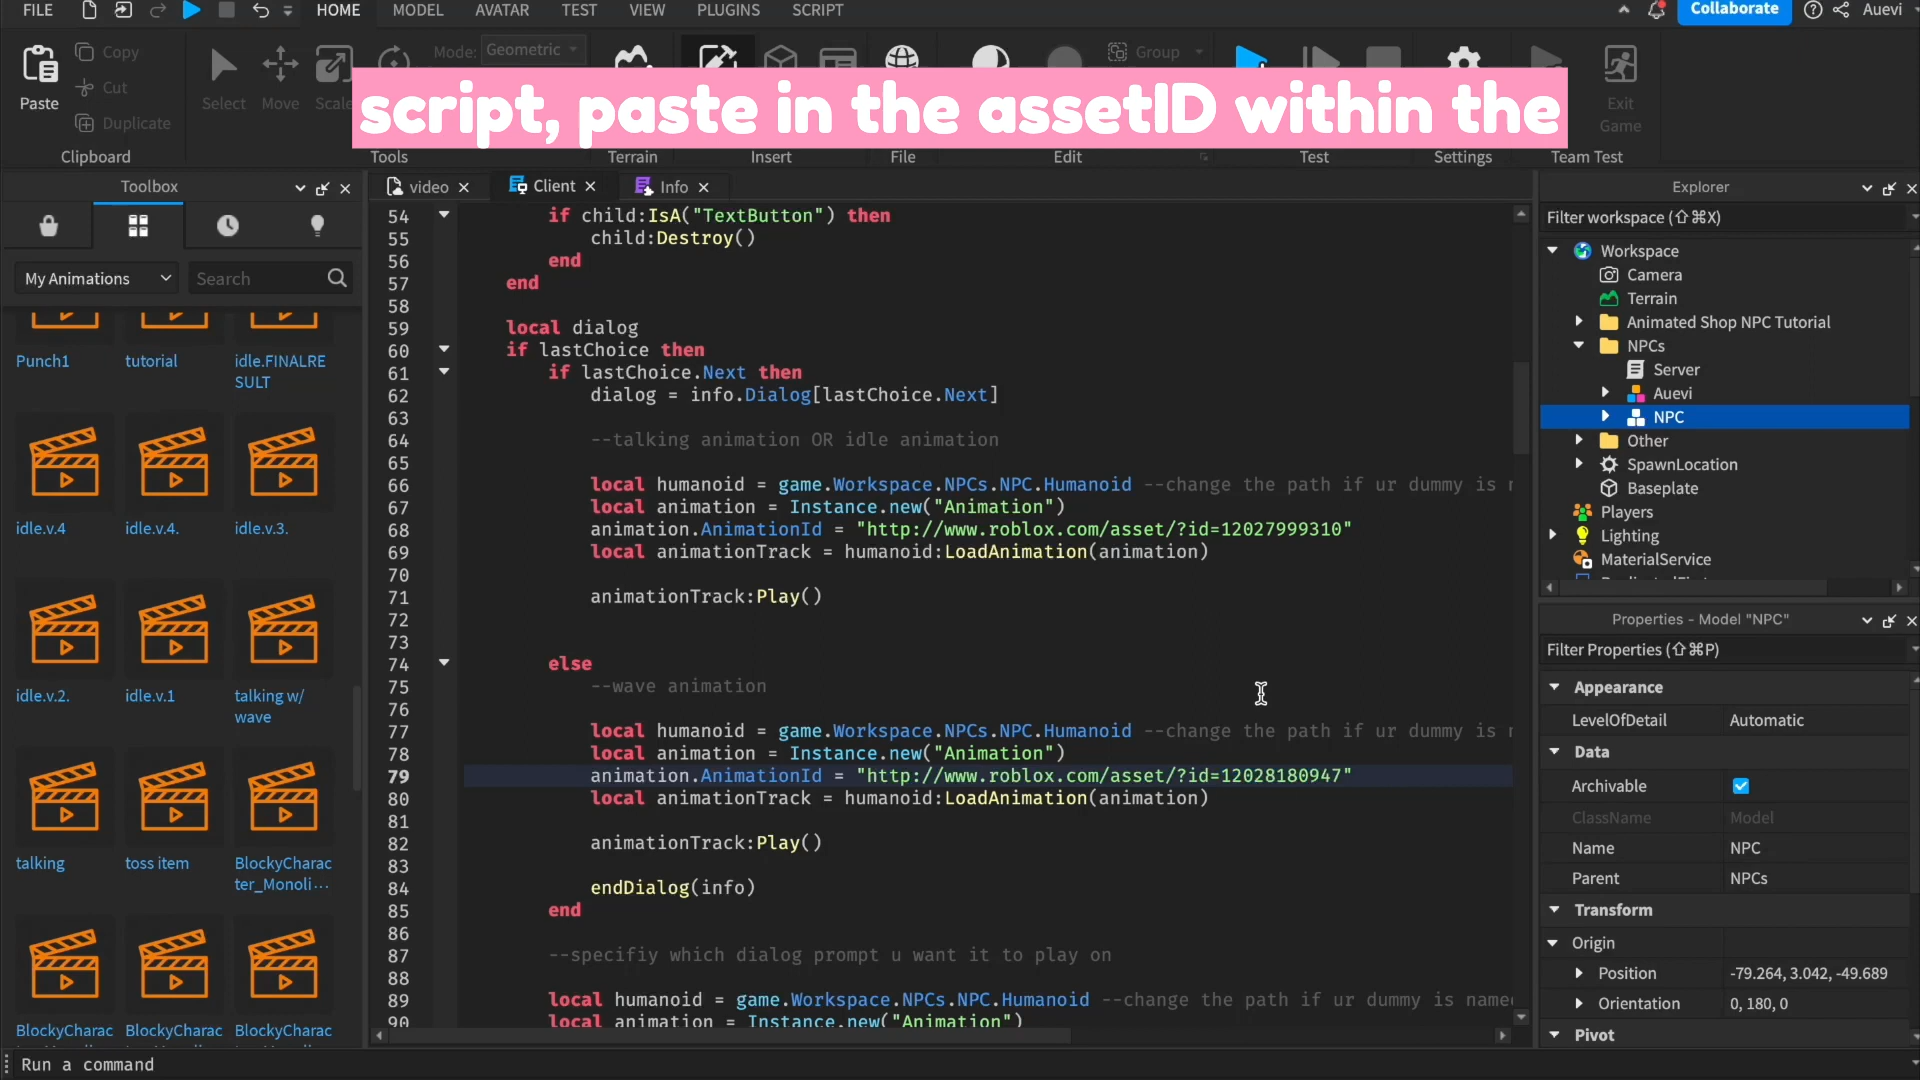 FILE
HOME
MODEL
AVATAR
TEST
VIEW
PLUGINS
SCRIPT
Collaborate
Auevi
Paste
Copy
Cut
Duplicate
Select
Move
Scale
Mode: Geometric
Group
Exit
Game
script, paste in the assetID within the
Clipboard
Tools
Terrain
Insert
File
Edit
Test
Settings
Team Test
Toolbox
My Animations
Search
Punch1
tutorial
idle.FINALRE
SULT
idle.v.4
idle.v.4.
idle.v.3.
idle.v.2.
idle.v.1
talking w/
wave
talking
toss item
BlockyCharac
ter_Monoli...
BlockyCharac
BlockyCharac
BlockyCharac
video
Client
Info
54 if child:IsA("TextButton") then
55 child:Destroy()
56 end
57 end
58
59 local dialog
60 if lastChoice then
61 if lastChoice.Next then
62 dialog = info.Dialog[lastChoice.Next]
63
64 --talking animation OR idle animation
65
66 local humanoid = game.Workspace.NPCs.NPC.Humanoid --change the path if ur dummy is
67 local animation = Instance.new("Animation")
68 animation.AnimationId = "http://www.roblox.com/asset/?id=12027999310"
69 local animationTrack = humanoid:LoadAnimation(animation)
70
71 animationTrack:Play()
72
73
74 else
75 --wave animation
76
77 local humanoid = game.Workspace.NPCs.NPC.Humanoid --change the path if ur dummy is
78 local animation = Instance.new("Animation")
79 animation.AnimationId = "http://www.roblox.com/asset/?id=12028180947"
80 local animationTrack = humanoid:LoadAnimation(animation)
81
82 animationTrack:Play()
83
84 endDialog(info)
85 end
86
87 --specifiy which dialog prompt u want it to play on
88
89 local humanoid = game.Workspace.NPCs.NPC.Humanoid --change the path if ur dummy is name
90 local animation = Instance.new("Animation")
Explorer
Filter workspace (⇧⌘X)
Workspace
Camera
Terrain
Animated Shop NPC Tutorial
NPCs
Server
Auevi
NPC
Other
SpawnLocation
Baseplate
Players
Lighting
MaterialService
Properties - Model "NPC"
Filter Properties (⇧⌘P)
Appearance
LevelOfDetail Automatic
Data
Archivable
ClassName Model
Name NPC
Parent NPCs
Transform
Origin
Position -79.264, 3.042, -49.689
Orientation 0, 180, 0
Pivot
Run a command